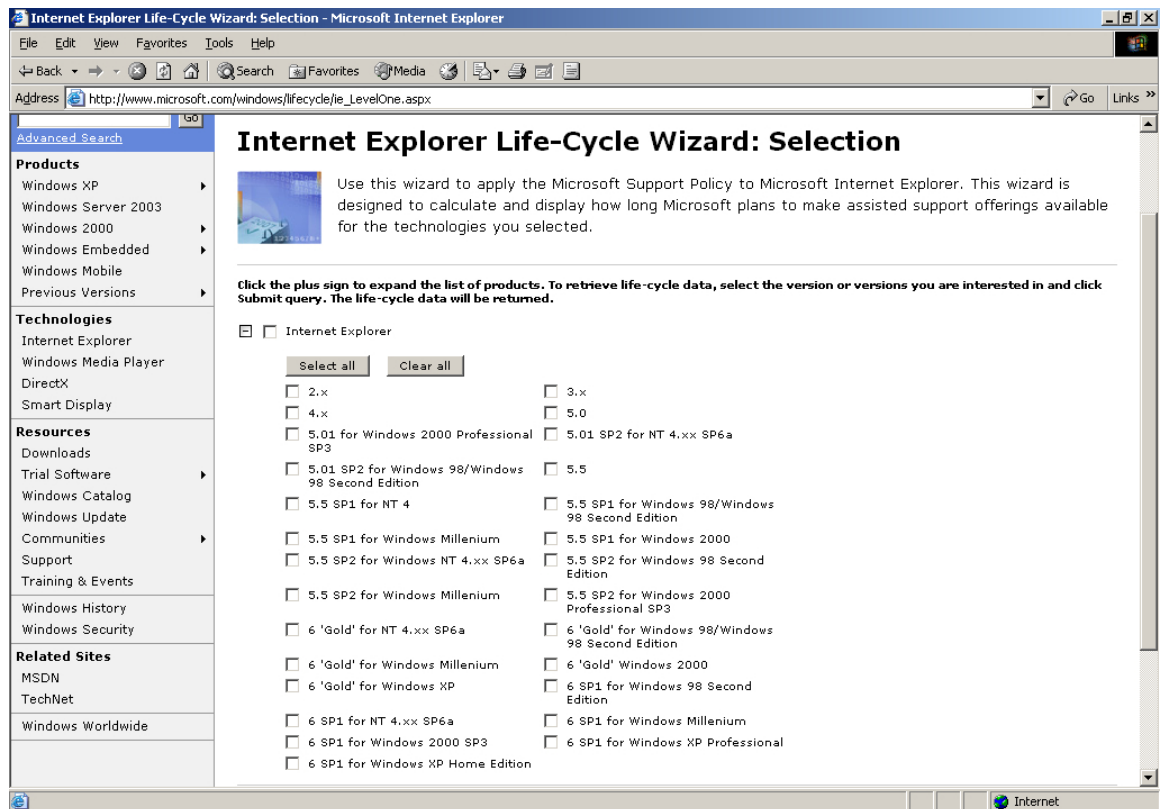 Internet Explorer Life-Cycle Wizard: Selection - Microsoft Internet Explorer
File Edit View Favorites Tools Help
Back Search Favorites Media
Address http://www.microsoft.com/windows/lifecycle/ie_LevelOne.aspx Go Links »
Go
Advanced Search
Products
Windows XP
Windows Server 2003
Windows 2000
Windows Embedded
Windows Mobile
Previous Versions
Technologies
Internet Explorer
Windows Media Player
DirectX
Smart Display
Resources
Downloads
Trial Software
Windows Catalog
Windows Update
Communities
Support
Training & Events
Windows History
Windows Security
Related Sites
MSDN
TechNet
Windows Worldwide
Internet Explorer Life-Cycle Wizard: Selection
Use this wizard to apply the Microsoft Support Policy to Microsoft Internet Explorer. This wizard is
designed to calculate and display how long Microsoft plans to make assisted support offerings available
for the technologies you selected.
Click the plus sign to expand the list of products. To retrieve life-cycle data, select the version or versions you are interested in and click
Submit query. The life-cycle data will be returned.
Internet Explorer
Select all Clear all
2.x 3.x
4.x 5.0
5.01 for Windows 2000 Professional 5.01 SP2 for NT 4.xx SP6a
SP3
5.01 SP2 for Windows 98/Windows 5.5
98 Second Edition
5.5 SP1 for NT 4 5.5 SP1 for Windows 98/Windows
98 Second Edition
5.5 SP1 for Windows Millenium 5.5 SP1 for Windows 2000
5.5 SP2 for Windows NT 4.xx SP6a 5.5 SP2 for Windows 98 Second
Edition
5.5 SP2 for Windows Millenium 5.5 SP2 for Windows 2000
Professional SP3
6 'Gold' for NT 4.xx SP6a 6 'Gold' for Windows 98/Windows
98 Second Edition
6 'Gold' for Windows Millenium 6 'Gold' Windows 2000
6 'Gold' for Windows XP 6 SP1 for Windows 98 Second
Edition
6 SP1 for NT 4.xx SP6a 6 SP1 for Windows Millenium
6 SP1 for Windows 2000 SP3 6 SP1 for Windows XP Professional
6 SP1 for Windows XP Home Edition
Internet